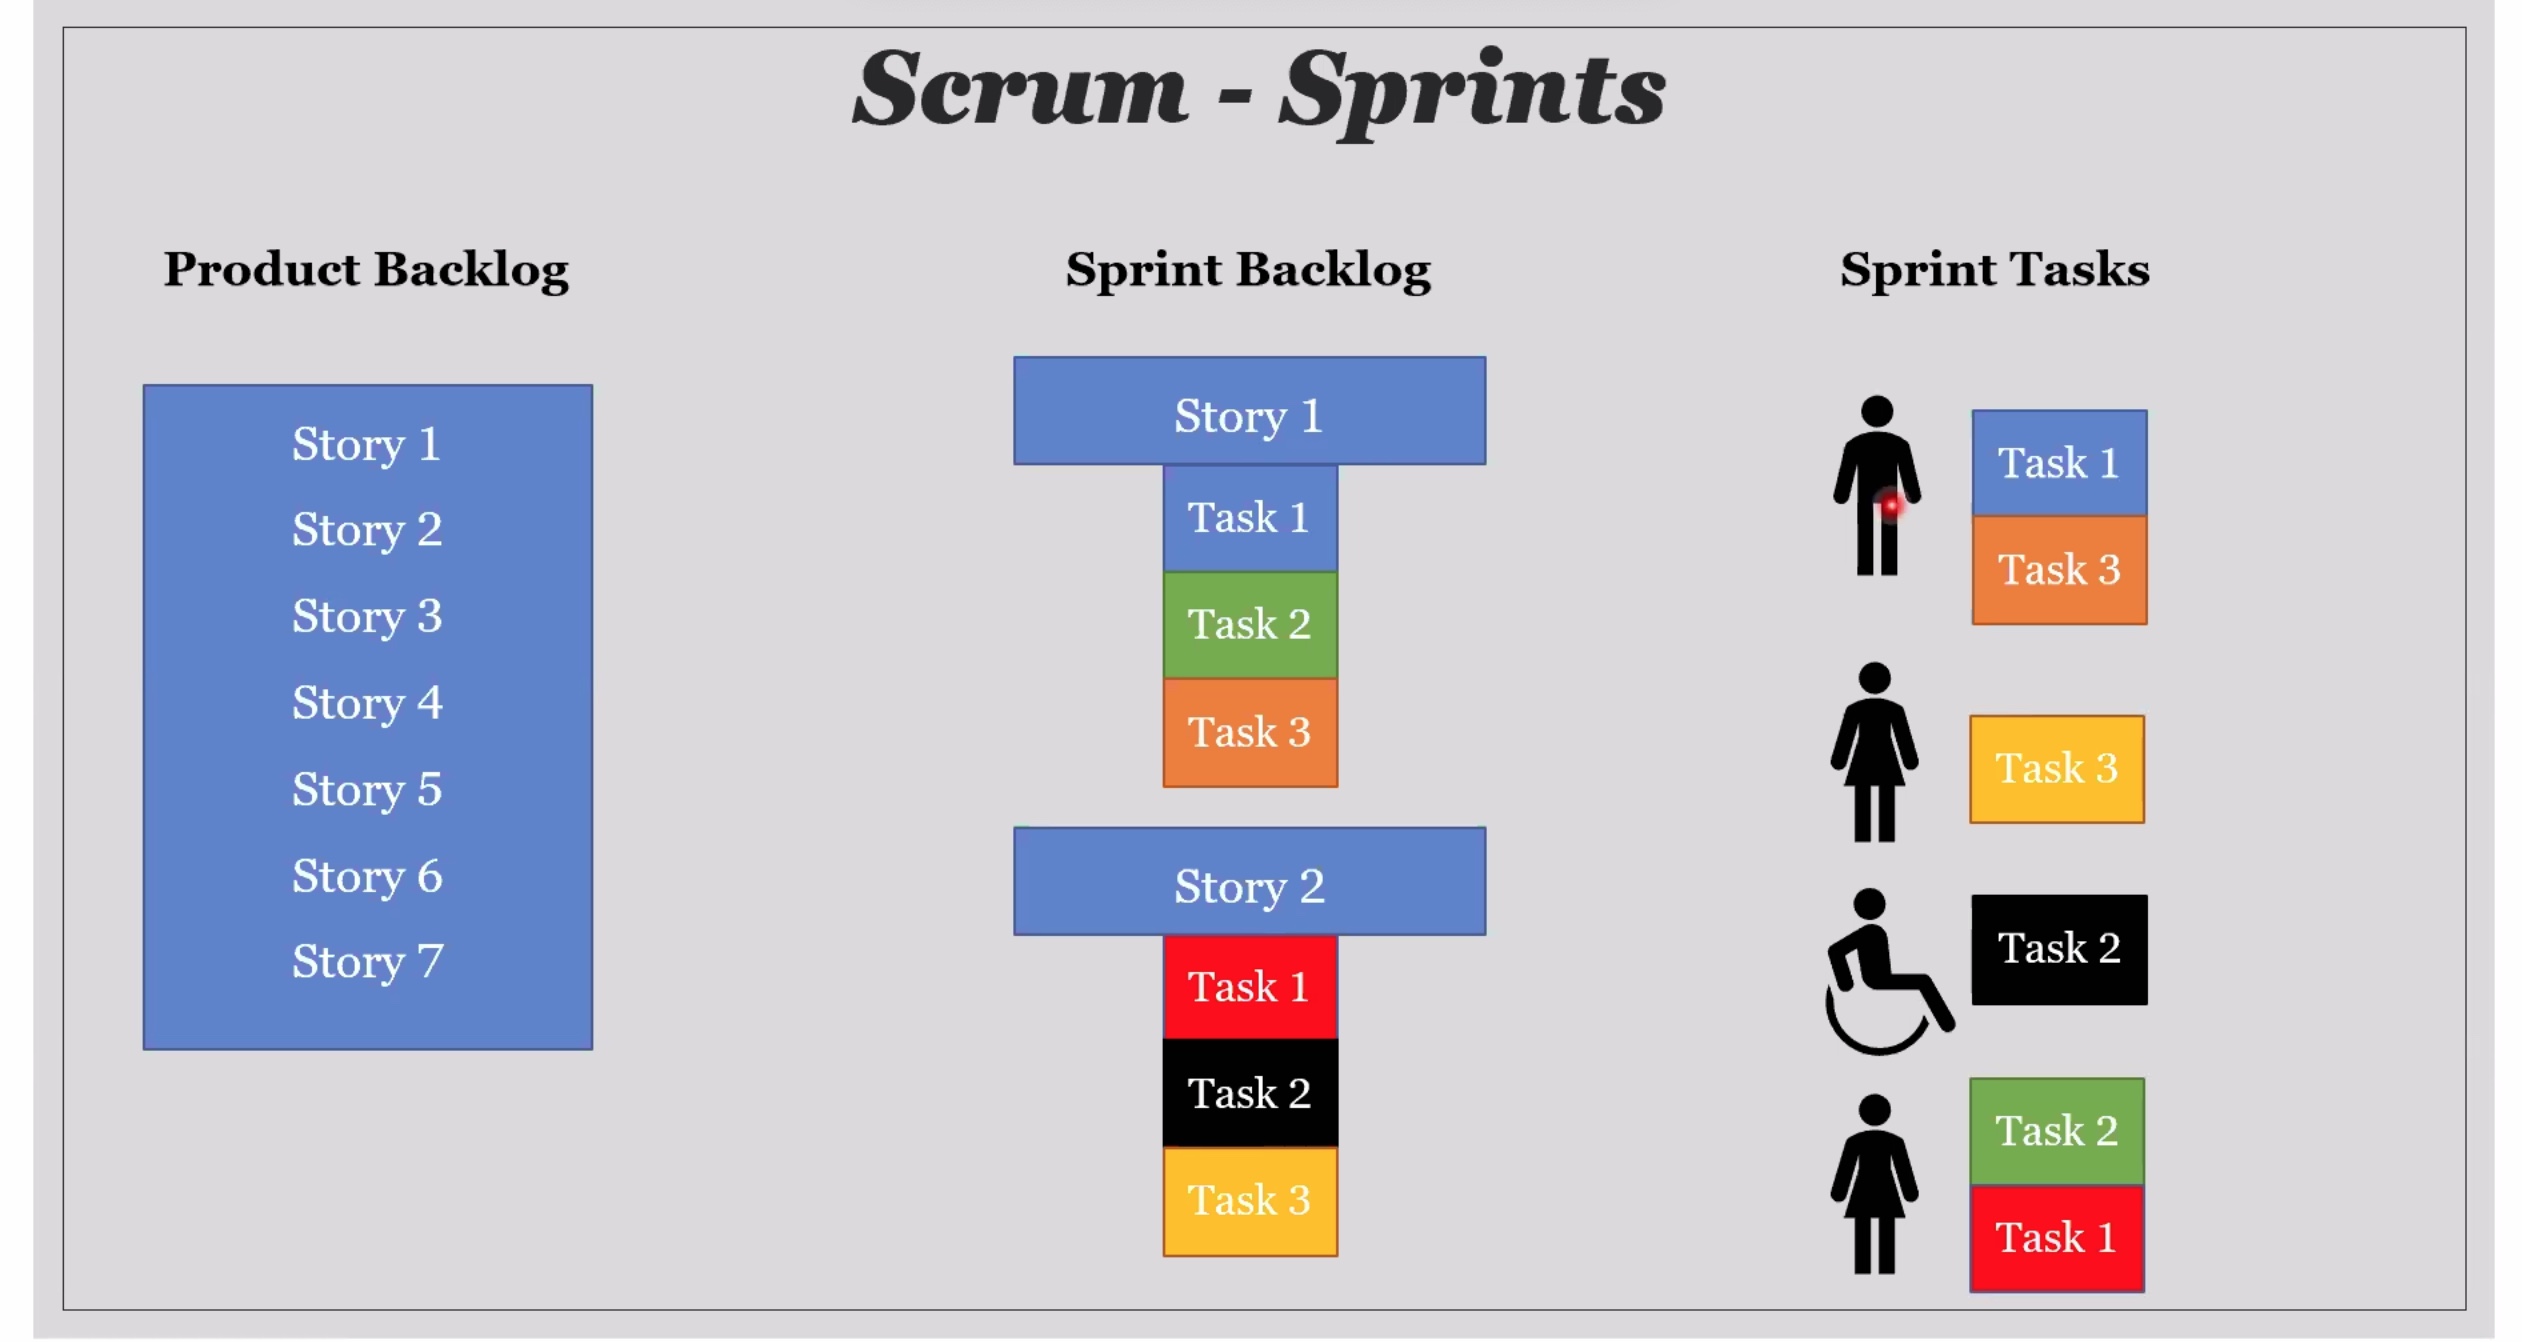 Scrum - Sprints
Product Backlog
Story 1
Story 2
Story 3
Story 4
Story 5
Story 6
Story 7
Sprint Backlog
Story 1
Task 1
Task 2
Task 3
Story 2
Task 1
Task 2
Task 3
Sprint Tasks
Task 1
Task 3
Task 3
Task 2
Task 2
Task 1